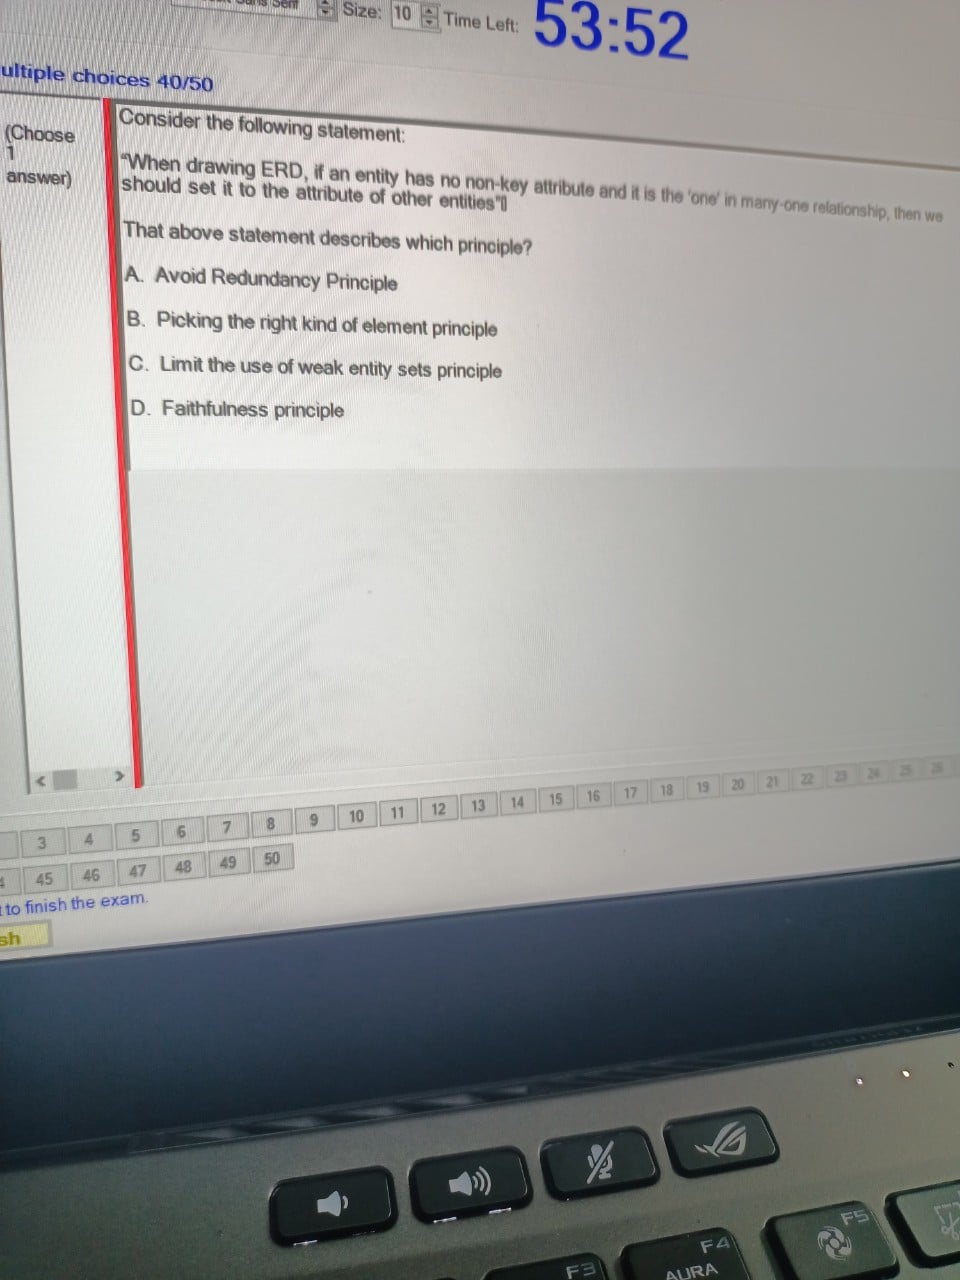 Size: 10 Time Left: 53:52
ultiple choices 40/50
(Choose
1
answer)
Consider the following statement:
"When drawing ERD, if an entity has no non-key attribute and it is the 'one' in many-one relationship, then we
should set it to the attribute of other entities"
That above statement describes which principle?
A. Avoid Redundancy Principle
B. Picking the right kind of element principle
C. Limit the use of weak entity sets principle
D. Faithfulness principle
3 4 5 6 7 8 9 10 11 12 13 14 15 16 17 18 19 20 21 22 23 24 25 26
45 46 47 48 49 50
to finish the exam.
sh
F3 F4 F5
AURA